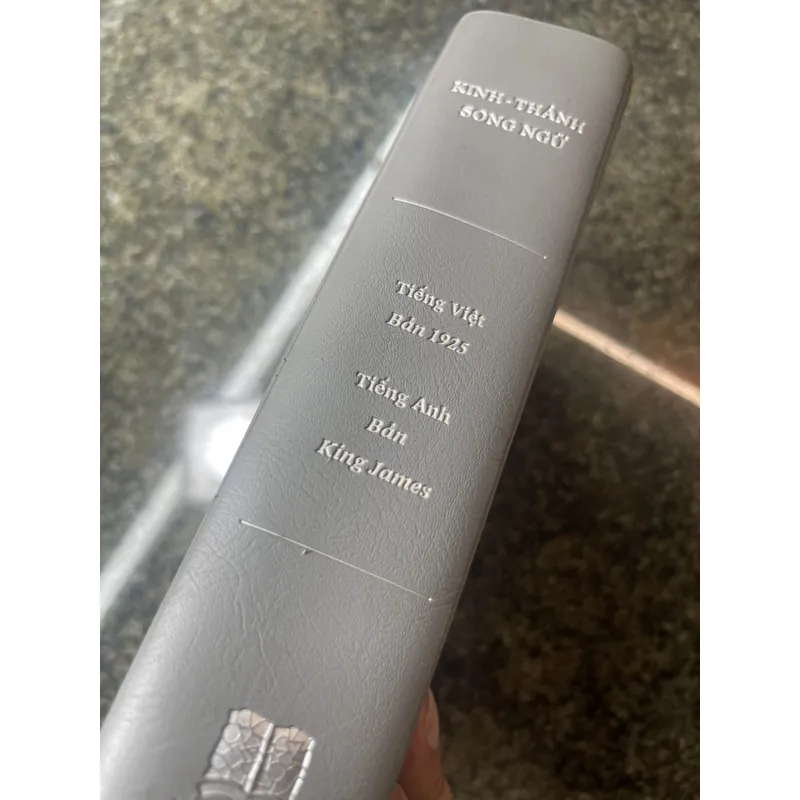 KINH - THÁNH
SONG NGỮ
Tiếng Việt
Bản 1925
Tiếng Anh
Bản
King James